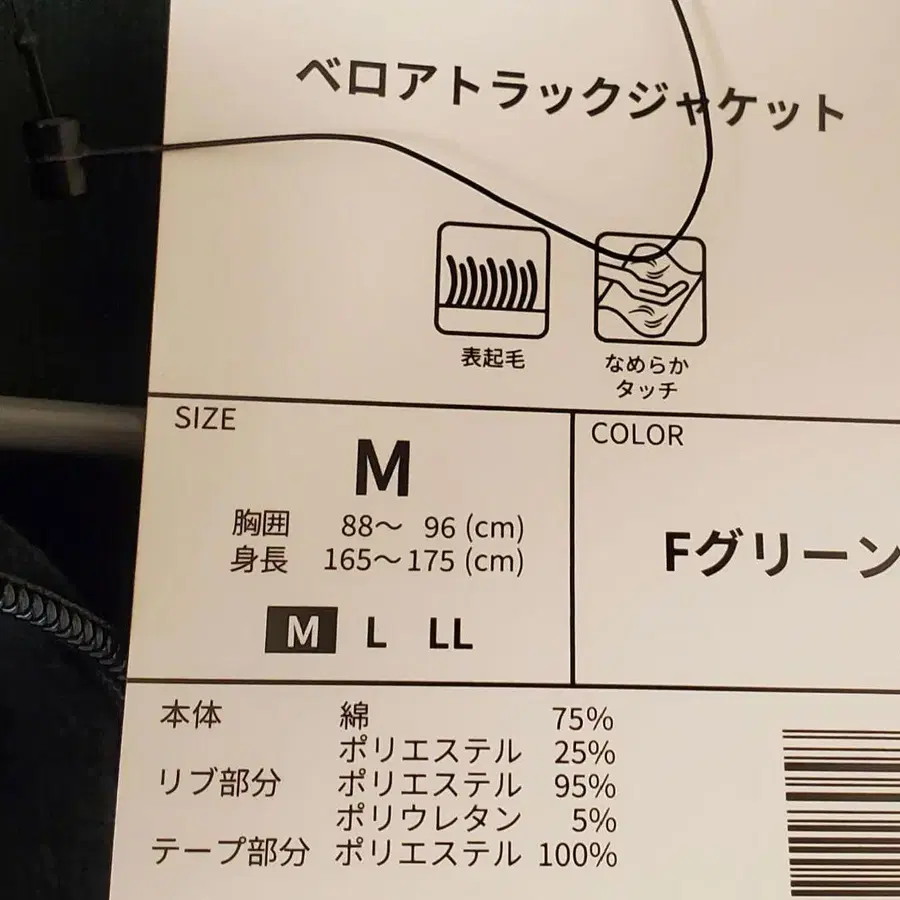 ベロアトラックジャケット
表起毛
なめらか
タッチ
SIZE
M
胸囲 88～ 96 (cm)
身長 165～175 (cm)
M L LL
COLOR
Fグリーン
本体 綿 75%
ポリエステル 25%
リブ部分 ポリエステル 95%
ポリウレタン 5%
テープ部分 ポリエステル 100%